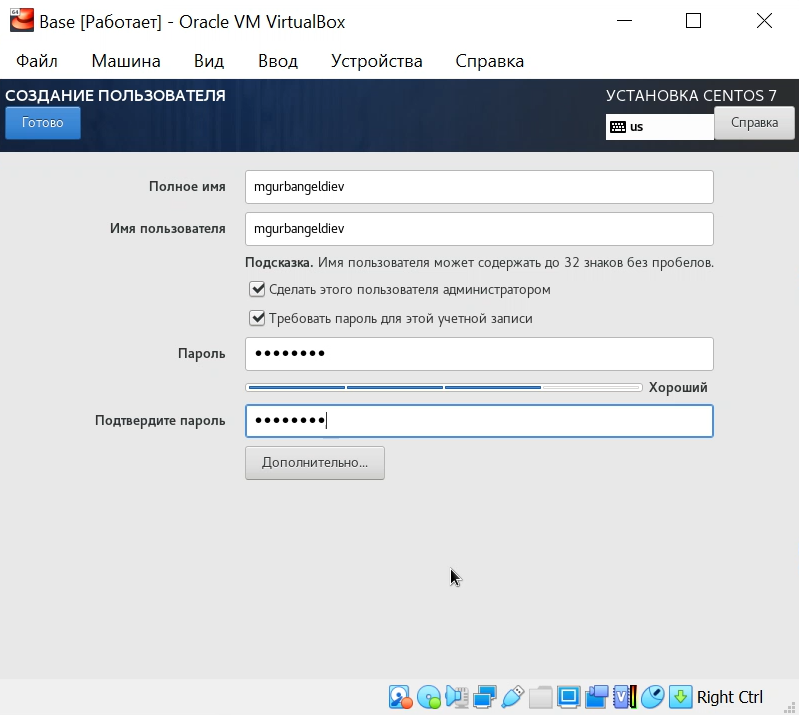 Base [Работает] - Oracle VM VirtualBox
Файл Машина Вид Ввод Устройства Справка
СОЗДАНИЕ ПОЛЬЗОВАТЕЛЯ
УСТАНОВКА CENTOS 7
Готово
us
Справка
Полное имя
mgurbangeldiev
Имя пользователя
mgurbangeldiev
Подсказка. Имя пользователя может содержать до 32 знаков без пробелов.
Сделать этого пользователя администратором
Требовать пароль для этой учетной записи
Пароль
••••••••
Хороший
Подтвердите пароль
••••••••
Дополнительно...
Right Ctrl